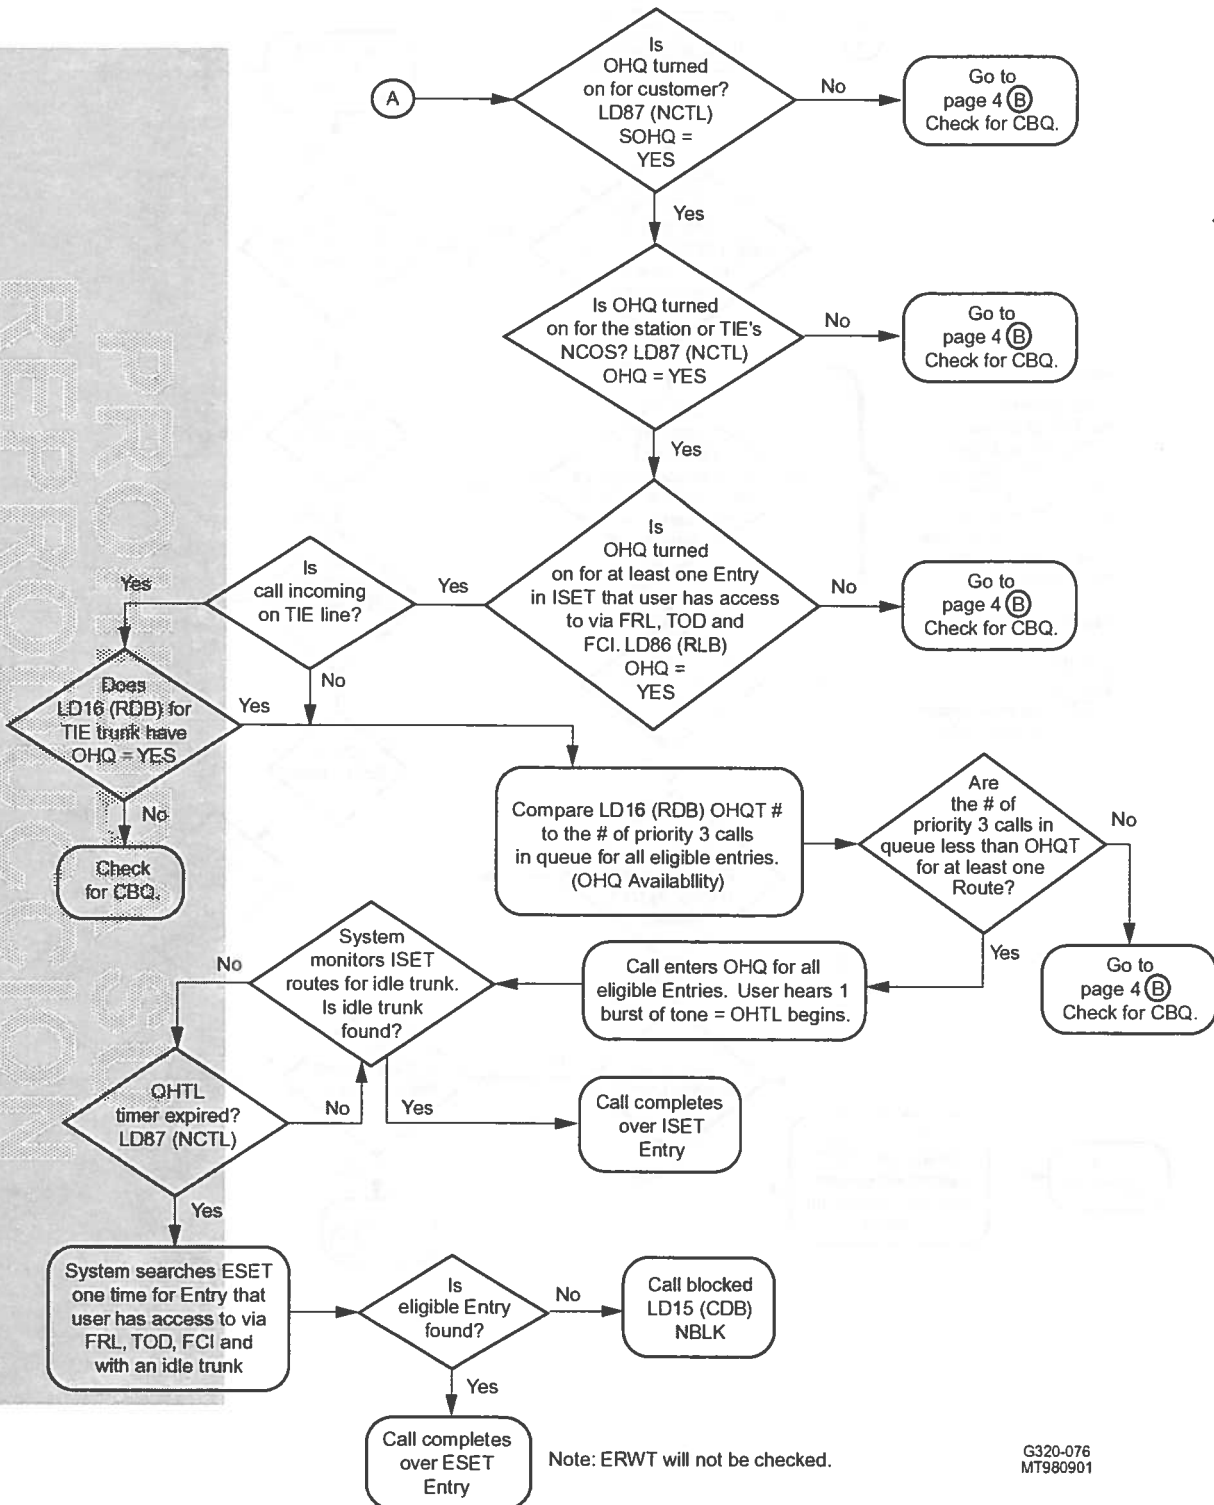 Is
OHQ turned
on for customer?
LD87 (NCTL)
SOHQ =
YES
A
No
Go to
page 4 B
Check for CBQ.
Yes
Is OHQ turned
on for the station or TIE's
NCOS? LD87 (NCTL)
OHQ = YES
No
Go to
page 4 B
Check for CBQ.
Yes
Is
OHQ turned
on for at least one Entry
in ISET that user has access
to via FRL, TOD and
FCI. LD86 (RLB)
OHQ =
YES
No
Go to
page 4 B
Check for CBQ.
Yes
Is
call incoming
on TIE line?
Yes
No
Does
LD16 (RDB) for
TIE trunk have
OHQ = YES
Yes
No
Check
for CBQ.
Compare LD16 (RDB) OHQT #
to the # of priority 3 calls
in queue for all eligible entries.
(OHQ Availability)
Are
the # of
priority 3 calls in
queue less than OHQT
for at least one
Route?
No
Go to
page 4 B
Check for CBQ.
Yes
Call enters OHQ for all
eligible Entries. User hears 1
burst of tone = OHTL begins.
System
monitors ISET
routes for idle trunk.
Is idle trunk
found?
No
Yes
Call completes
over ISET
Entry
OHTL
timer expired?
LD87 (NCTL)
No
Yes
System searches ESET
one time for Entry that
user has access to via
FRL, TOD, FCI and
with an idle trunk
Is
eligible Entry
found?
No
Call blocked
LD15 (CDB)
NBLK
Yes
Call completes
over ESET
Entry
Note: ERWT will not be checked.
G320-076
MT980901